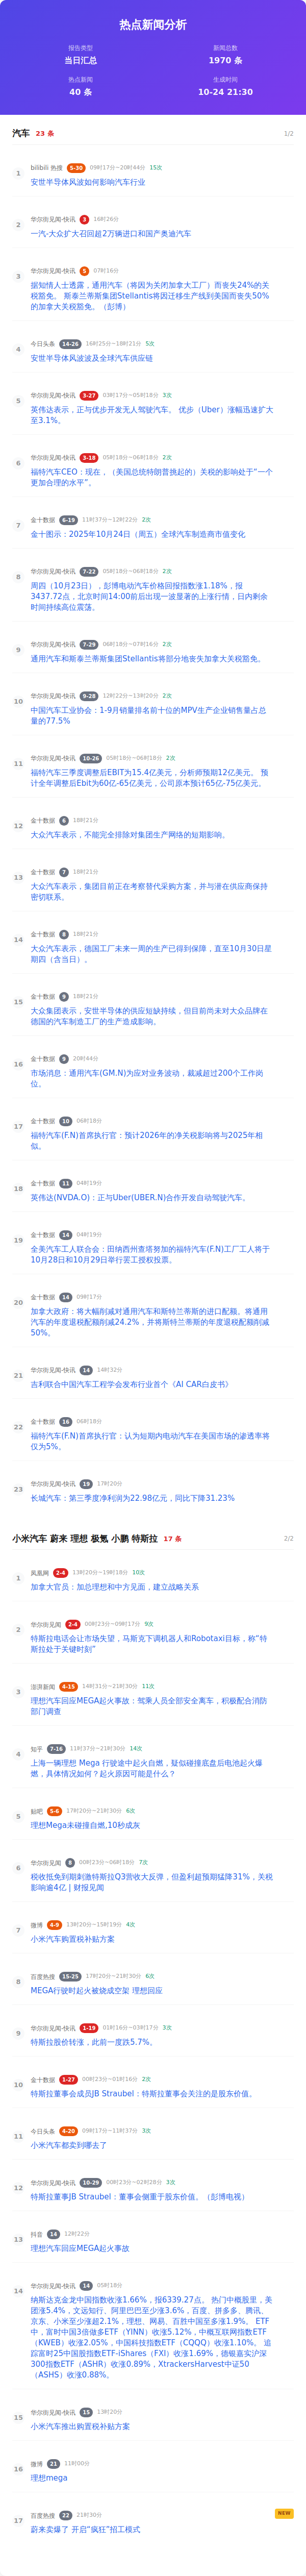 热点新闻分析
报告类型
当日汇总
新闻总数
1970 条
热点新闻
40 条
生成时间
10-24 21:30
汽车 23 条 1/2
1
bilibili 热搜 5-30 09时17分~20时44分 15次
安世半导体风波如何影响汽车行业
2
华尔街见闻-快讯 3 16时26分
一汽-大众扩大召回超2万辆进口和国产奥迪汽车
3
华尔街见闻-快讯 5 07时16分
据知情人士透露，通用汽车（将因为关闭加拿大工厂）而丧失24%的关
税豁免。 斯泰兰蒂斯集团Stellantis将因迁移生产线到美国而丧失50%
的加拿大关税豁免。（彭博）
4
今日头条 14-26 16时25分~18时21分 5次
安世半导体风波波及全球汽车供应链
5
华尔街见闻-快讯 3-27 03时17分~05时18分 3次
英伟达表示，正与优步开发无人驾驶汽车。 优步（Uber）涨幅迅速扩大
至3.1%。
6
华尔街见闻-快讯 3-18 05时18分~06时18分 2次
福特汽车CEO：现在，（美国总统特朗普挑起的）关税的影响处于“一个
更加合理的水平”。
7
金十数据 6-19 11时37分~12时22分 2次
金十图示：2025年10月24日（周五）全球汽车制造商市值变化
8
华尔街见闻-快讯 7-22 05时18分~06时18分 2次
周四（10月23日），彭博电动汽车价格回报指数涨1.18%，报
3437.72点，北京时间14:00前后出现一波显著的上涨行情，日内剩余
时间持续高位震荡。
9
华尔街见闻-快讯 7-29 06时18分~07时16分 2次
通用汽车和斯泰兰蒂斯集团Stellantis将部分地丧失加拿大关税豁免。
10
华尔街见闻-快讯 9-28 12时22分~13时20分 2次
中国汽车工业协会：1-9月销量排名前十位的MPV生产企业销售量占总
量的77.5%
11
华尔街见闻-快讯 10-26 05时18分~06时18分 2次
福特汽车三季度调整后EBIT为15.4亿美元，分析师预期12亿美元。 预
计全年调整后Ebit为60亿-65亿美元，公司原本预计65亿-75亿美元。
12
金十数据 6 18时21分
大众汽车表示，不能完全排除对集团生产网络的短期影响。
13
金十数据 7 18时21分
大众汽车表示，集团目前正在考察替代采购方案，并与潜在供应商保持
密切联系。
14
金十数据 8 18时21分
大众汽车表示，德国工厂未来一周的生产已得到保障，直至10月30日星
期四（含当日）。
15
金十数据 9 18时21分
大众集团表示，安世半导体的供应短缺持续，但目前尚未对大众品牌在
德国的汽车制造工厂的生产造成影响。
16
金十数据 9 20时44分
市场消息：通用汽车(GM.N)为应对业务波动，裁减超过200个工作岗
位。
17
金十数据 10 06时18分
福特汽车(F.N)首席执行官：预计2026年的净关税影响将与2025年相
似。
18
金十数据 11 04时19分
英伟达(NVDA.O)：正与Uber(UBER.N)合作开发自动驾驶汽车。
19
金十数据 14 04时19分
全美汽车工人联合会：田纳西州查塔努加的福特汽车(F.N)工厂工人将于
10月28日和10月29日举行罢工授权投票。
20
金十数据 14 09时17分
加拿大政府：将大幅削减对通用汽车和斯特兰蒂斯的进口配额。将通用
汽车的年度退税配额削减24.2%，并将斯特兰蒂斯的年度退税配额削减
50%。
21
华尔街见闻-快讯 14 14时32分
吉利联合中国汽车工程学会发布行业首个《AI CAR白皮书》
22
金十数据 16 06时18分
福特汽车(F.N)首席执行官：认为短期内电动汽车在美国市场的渗透率将
仅为5%。
23
华尔街见闻-快讯 19 17时20分
长城汽车：第三季度净利润为22.98亿元，同比下降31.23%
小米汽车 蔚来 理想 极氪 小鹏 特斯拉 17 条 2/2
1
凤凰网 2-4 13时20分~19时18分 10次
加拿大官员：加总理想和中方见面，建立战略关系
2
华尔街见闻 2-4 00时23分~09时17分 9次
特斯拉电话会让市场失望，马斯克下调机器人和Robotaxi目标，称“特
斯拉处于关键时刻”
3
澎湃新闻 4-15 14时31分~21时30分 11次
理想汽车回应MEGA起火事故：驾乘人员全部安全离车，积极配合消防
部门调查
4
知乎 7-16 11时37分~21时30分 14次
上海一辆理想 Mega 行驶途中起火自燃，疑似碰撞底盘后电池起火爆
燃，具体情况如何？起火原因可能是什么？
5
贴吧 5-6 17时20分~21时30分 6次
理想Mega未碰撞自燃,10秒成灰
6
华尔街见闻 8 00时23分~06时18分 7次
税收抵免到期刺激特斯拉Q3营收大反弹，但盈利超预期猛降31%，关税
影响逾4亿 | 财报见闻
7
微博 4-9 13时20分~15时19分 4次
小米汽车购置税补贴方案
8
百度热搜 15-25 17时20分~21时30分 6次
MEGA行驶时起火被烧成空架 理想回应
9
华尔街见闻-快讯 1-19 01时16分~03时17分 3次
特斯拉股价转涨，此前一度跌5.7%。
10
金十数据 1-27 00时23分~01时16分 2次
特斯拉董事会成员JB Straubel：特斯拉董事会关注的是股东价值。
11
今日头条 4-20 09时17分~11时37分 3次
小米汽车都卖到哪去了
12
华尔街见闻-快讯 10-29 00时23分~02时28分 3次
特斯拉董事JB Straubel：董事会侧重于股东价值。（彭博电视）
13
抖音 14 12时22分
理想汽车回应MEGA起火事故
14
华尔街见闻-快讯 14 05时18分
纳斯达克金龙中国指数收涨1.66%，报6339.27点。 热门中概股里，美
团涨5.4%，文远知行、阿里巴巴至少涨3.6%，百度、拼多多、腾讯、
京东、小米至少涨超2.1%，理想、网易、百胜中国至多涨1.9%。 ETF
中，富时中国3倍做多ETF（YINN）收涨5.12%，中概互联网指数ETF
（KWEB）收涨2.05%，中国科技指数ETF（CQQQ）收涨1.10%。 追
踪富时25中国股指数ETF-iShares（FXI）收涨1.69%，德银嘉实沪深
300指数ETF（ASHR）收涨0.89%，XtrackersHarvest中证50
（ASHS）收涨0.88%。
15
华尔街见闻-快讯 15 13时20分
小米汽车推出购置税补贴方案
16
微博 21 11时00分
理想mega
17
百度热搜 22 21时30分 NEW
蔚来卖爆了 开启“疯狂”招工模式